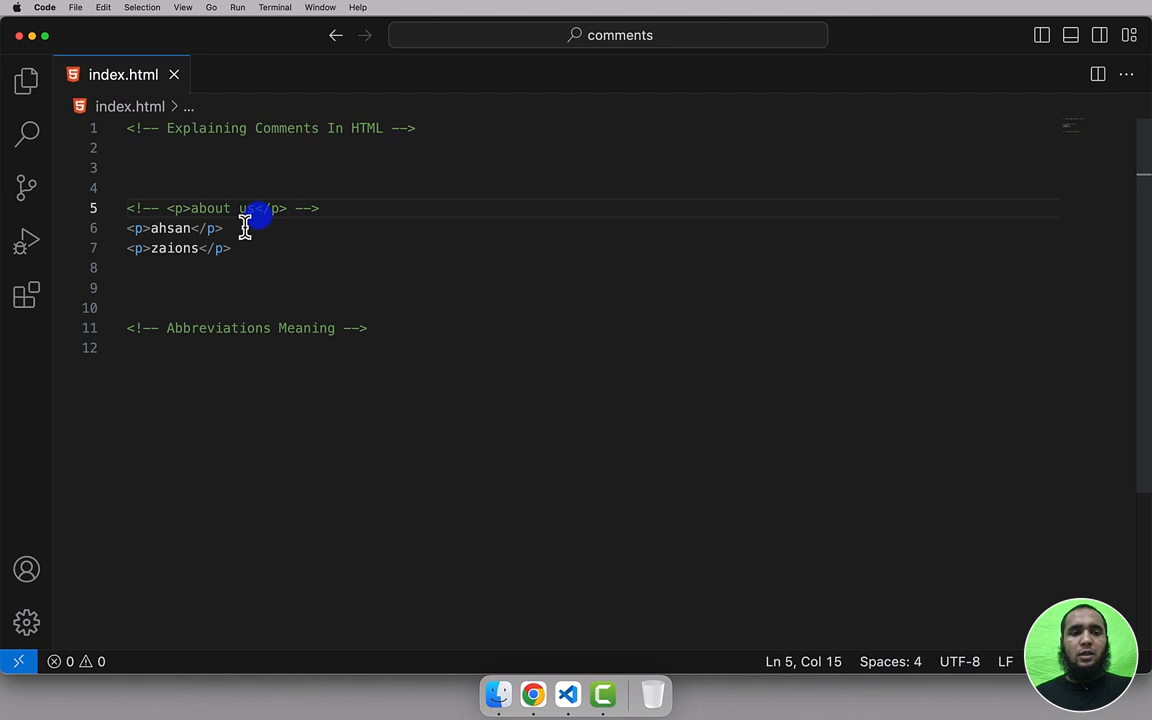 Code File Edit Selection View Go Run Terminal Window Help
comments
index.html
index.html > ...
1 <!-- Explaining Comments In HTML -->
2
3
4
5 <!-- <p>about us</p> -->
6 <p>ahsan</p>
7 <p>zaions</p>
8
9
10
11 <!-- Abbreviations Meaning -->
12
0 0 Ln 5, Col 15 Spaces: 4 UTF-8 LF